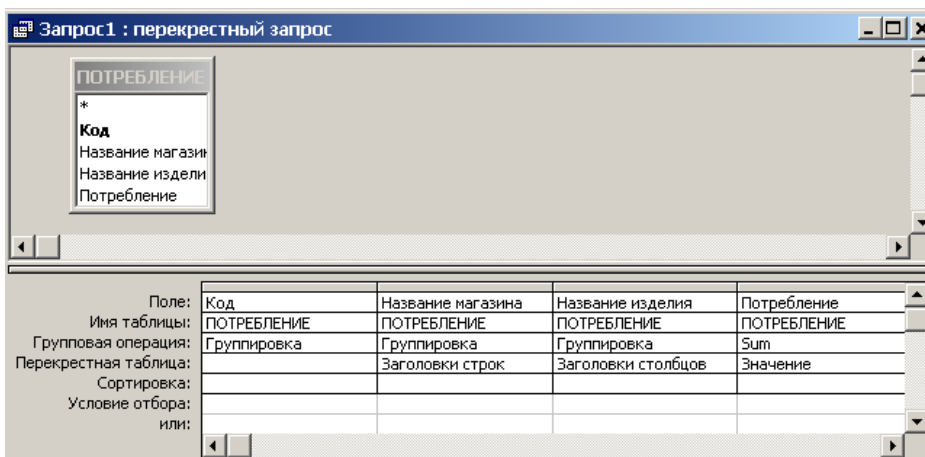 Запрос1 : перекрестный запрос
ПОТРЕБЛЕНИЕ
*
Код
Название магазин
Название издели
Потребление
Поле: Код Название магазина Название изделия Потребление
Имя таблицы: ПОТРЕБЛЕНИЕ ПОТРЕБЛЕНИЕ ПОТРЕБЛЕНИЕ ПОТРЕБЛЕНИЕ
Групповая операция: Группировка Группировка Группировка Sum
Перекрестная таблица: Заголовки строк Заголовки столбцов Значение
Сортировка:
Условие отбора:
или: